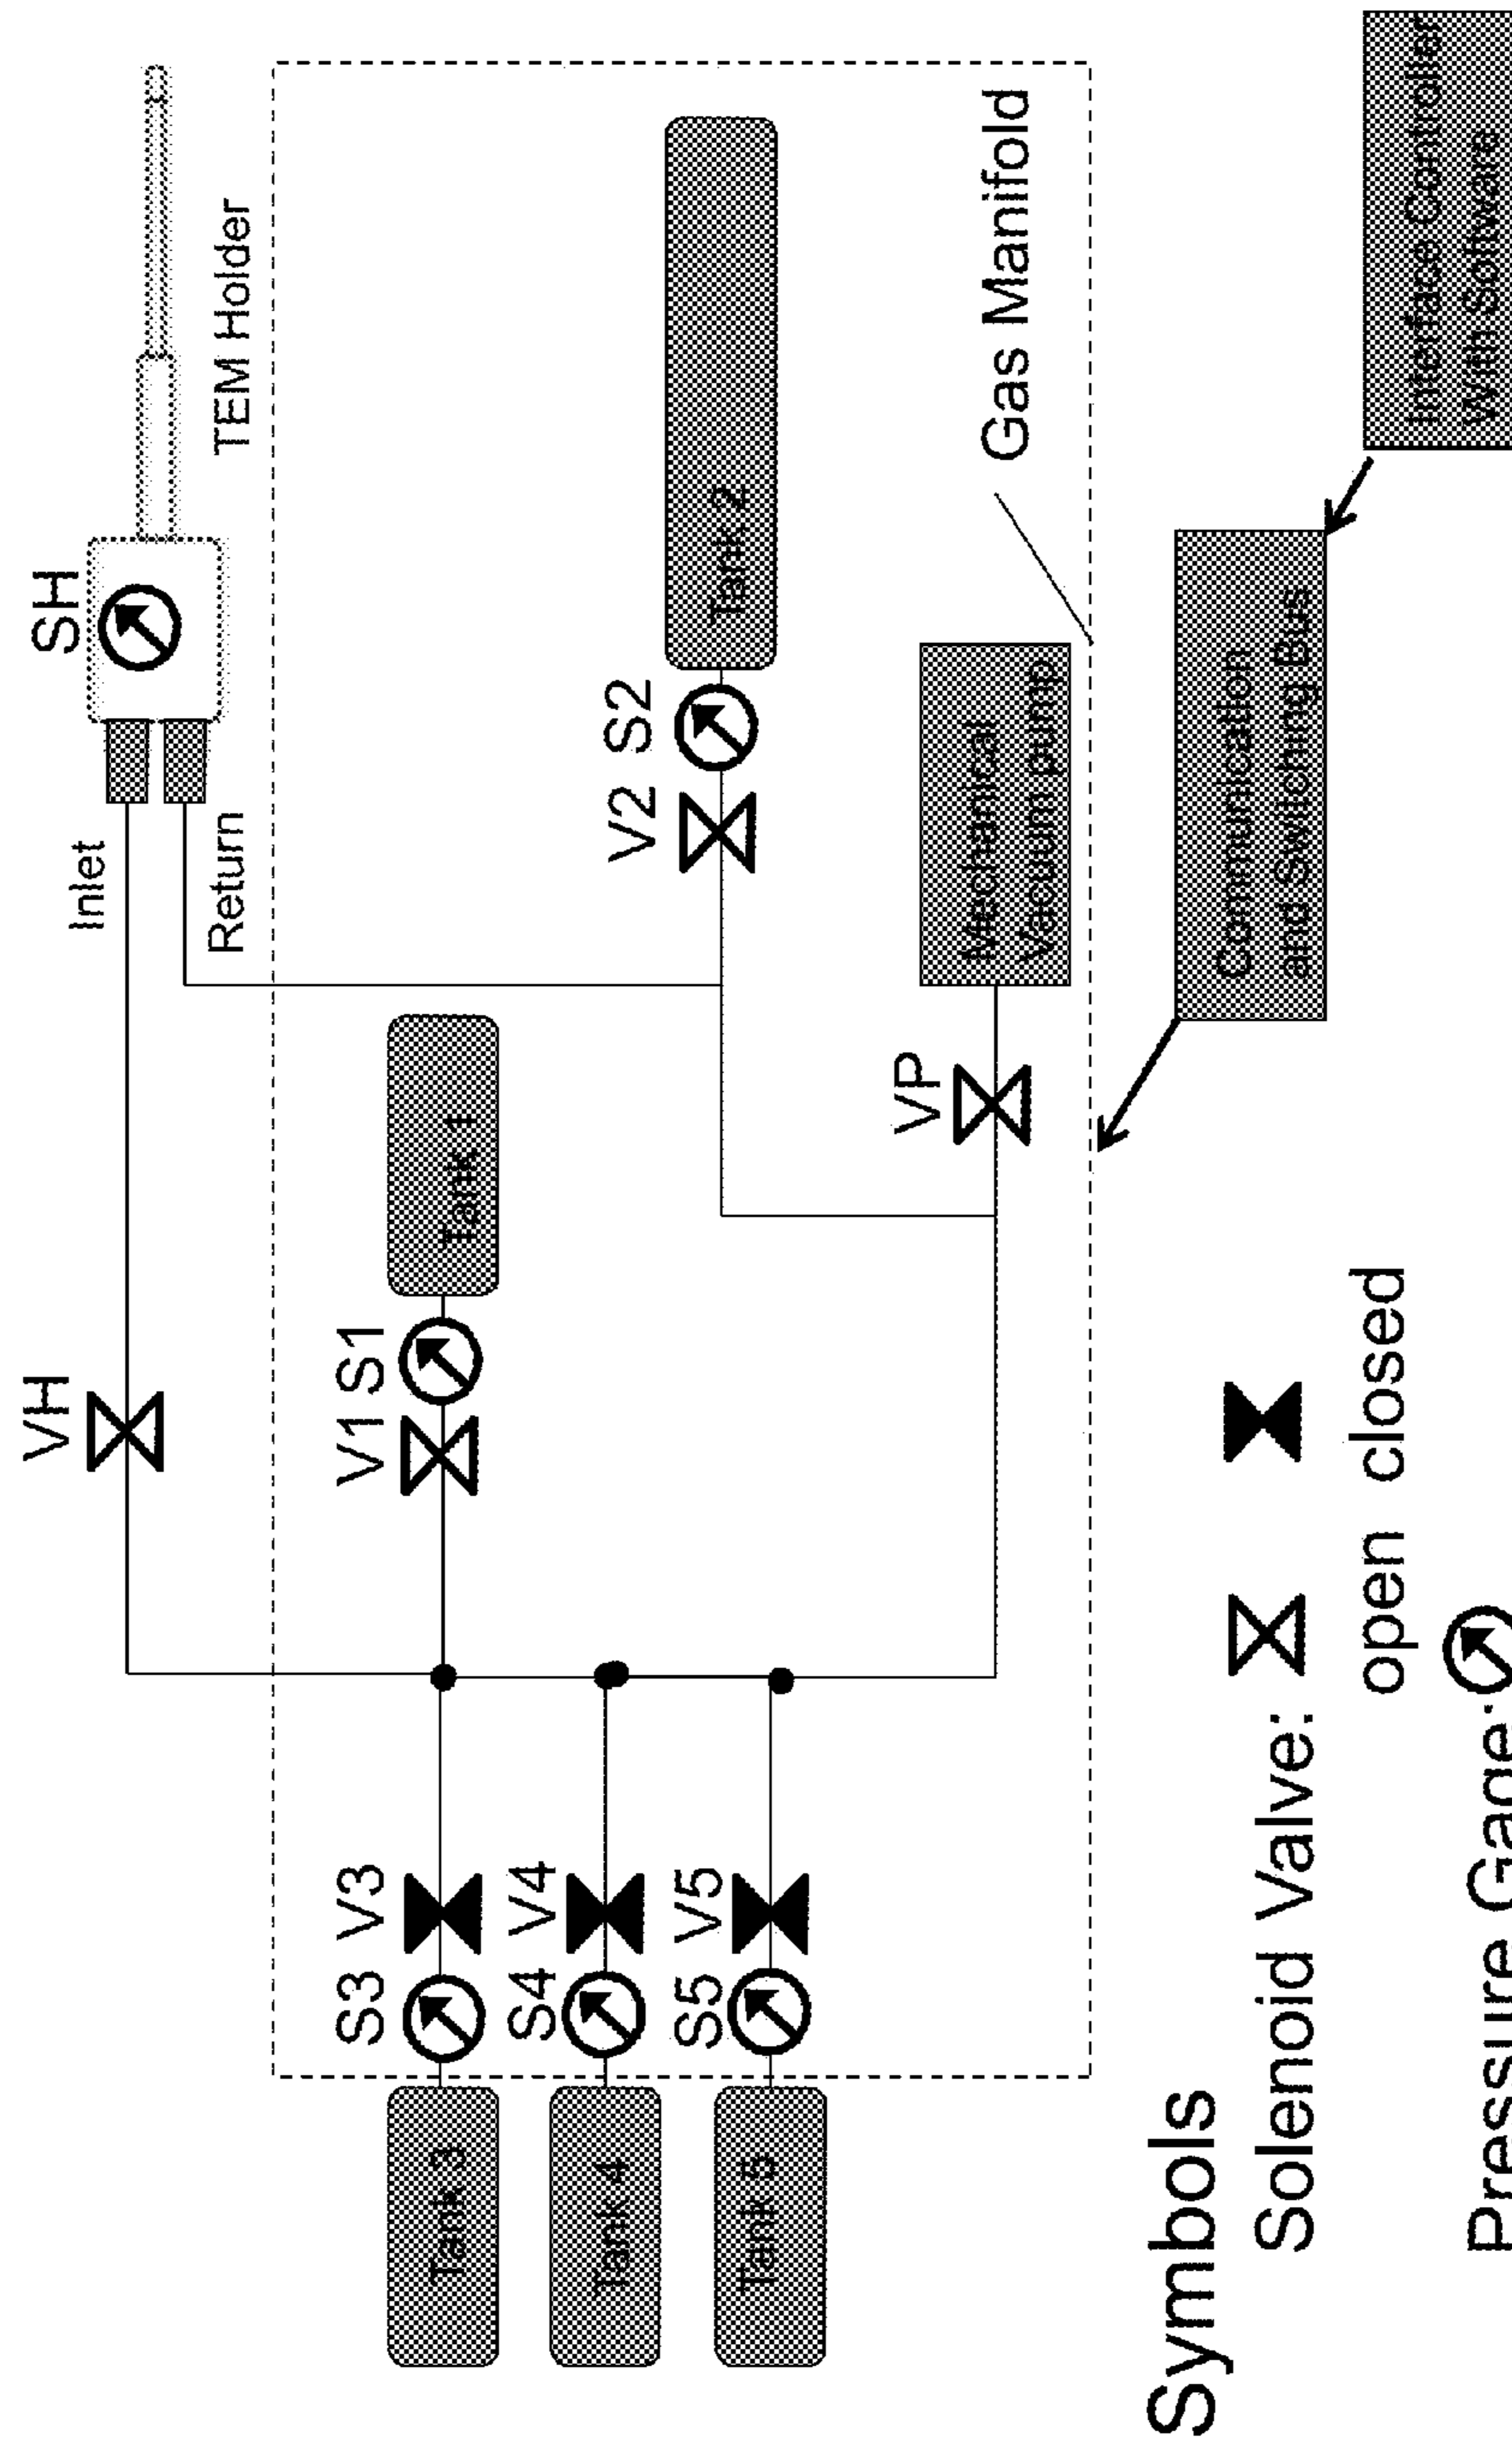 SH
TEM Holder
Inlet
Return
VH
V1 S1
Tank 1
V2 S2
Tank 2
S3 V3
Tank 3
S4 V4
Tank 4
S5 V5
Tank 5
VP
Mechanical
Vacuum pump
Gas Manifold
Communication
and Switching Bus
Interface Controller
With Software
Symbols
Solenoid Valve:
open closed
Pressure Gage: